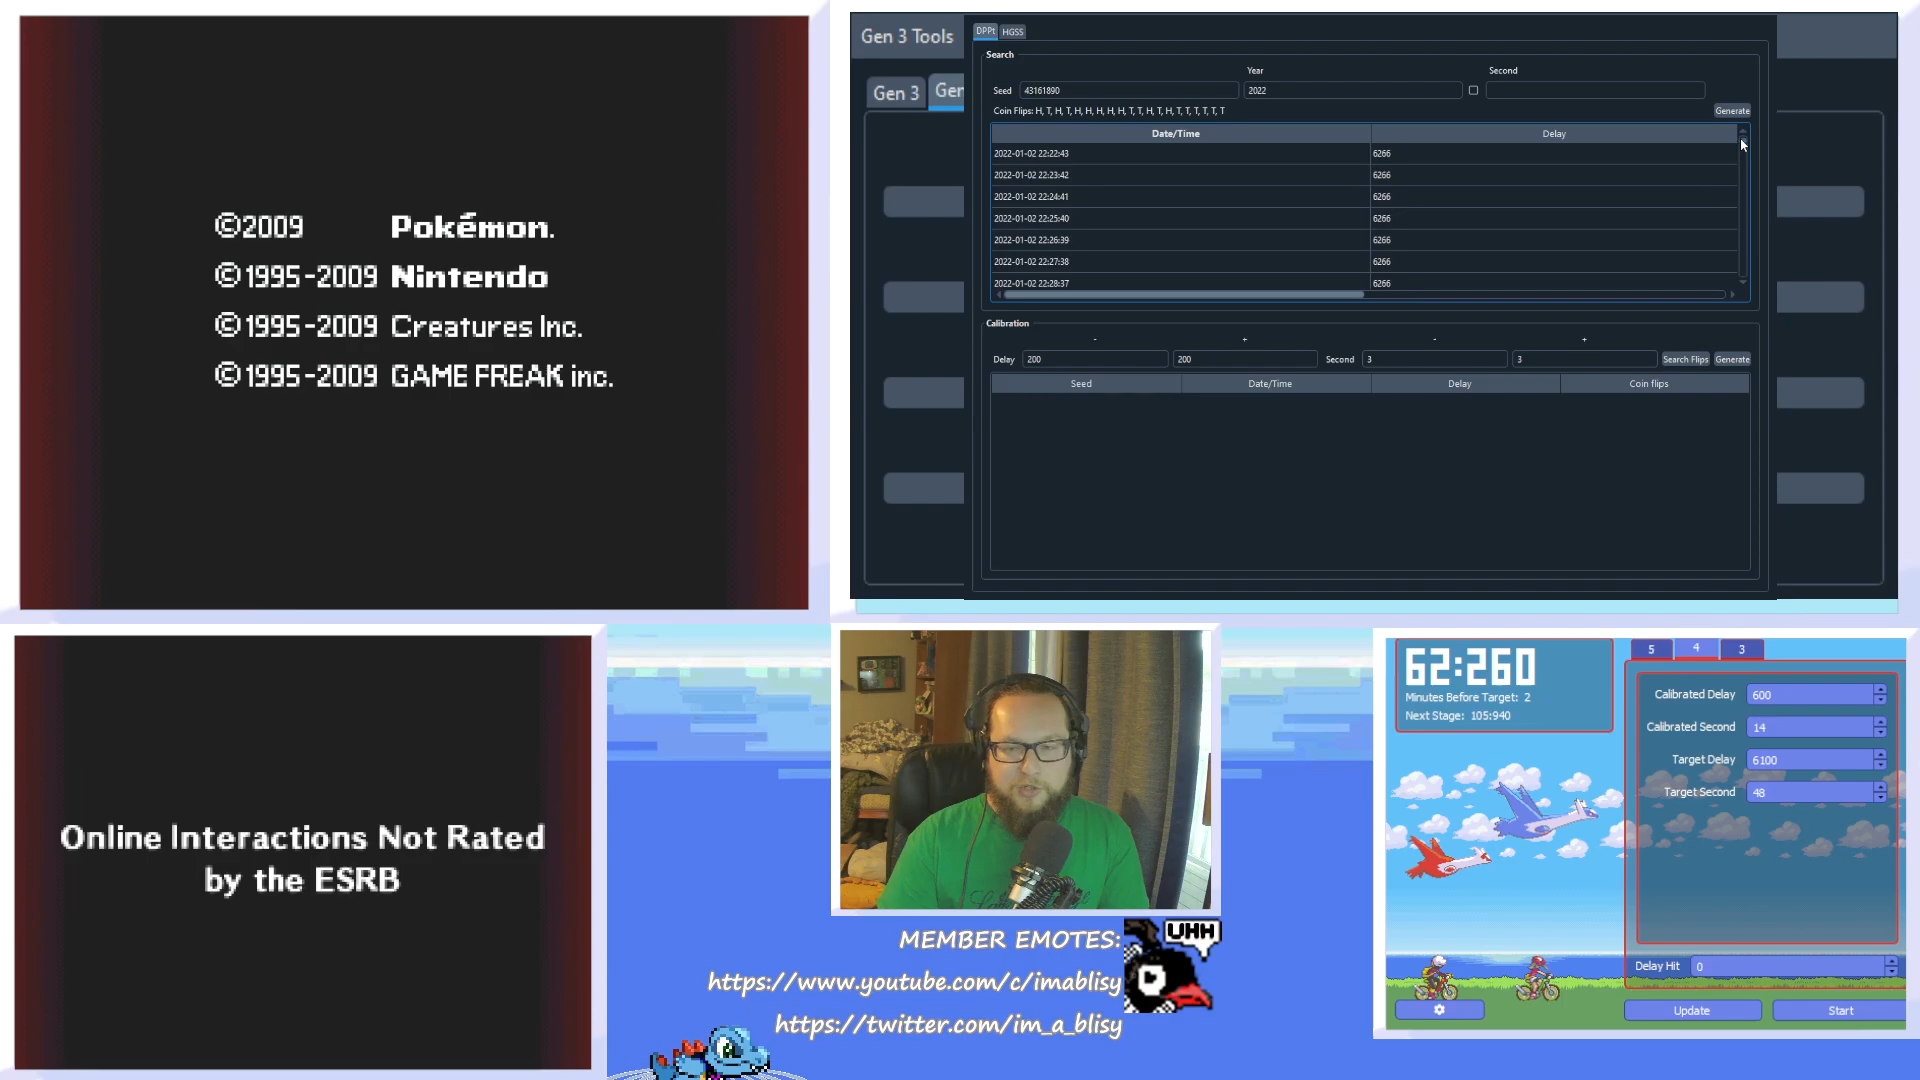 ©2009 Pokémon.
©1995-2009 Nintendo
©1995-2009 Creatures Inc.
©1995-2009 GAME FREAK inc.
Gen 3 Tools
Gen 3
Gen
DPPt
HGSS
Search
Year
Second
Seed 43161890
2022
Coin Flips: H, T, H, T, H, H, H, H, H, T, T, H, T, H, T, T, T, T, T, T
Generate
Date/Time Delay
2022-01-02 22:22:43 6266
2022-01-02 22:23:42 6266
2022-01-02 22:24:41 6266
2022-01-02 22:25:40 6266
2022-01-02 22:26:39 6266
2022-01-02 22:27:38 6266
2022-01-02 22:28:37 6266
Calibration
- + - +
Delay 200 200 Second 3 3 Search Flips Generate
Seed Date/Time Delay Coin flips
Online Interactions Not Rated
by the ESRB
MEMBER EMOTES:
https://www.youtube.com/c/imablisy
https://twitter.com/im_a_blisy
UHH
62:260
Minutes Before Target: 2
Next Stage: 105:940
5 4 3
Calibrated Delay 600
Calibrated Second 14
Target Delay 6100
Target Second 48
Delay Hit 0
Update
Start